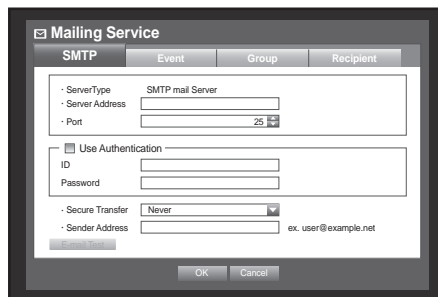 Mailing Service
SMTP Event Group Recipient
· ServerType SMTP mail Server
· Server Address
· Port 25
Use Authentication
ID
Password
· Secure Transfer Never
· Sender Address ex. user@example.net
E-mail Test
OK Cancel